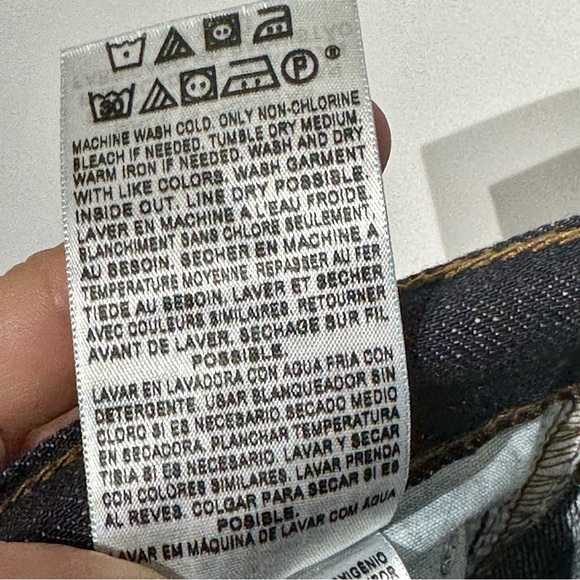 30 P ®
MACHINE WASH COLD. ONLY NON-CHLORINE
BLEACH IF NEEDED. TUMBLE DRY MEDIUM.
WARM IRON IF NEEDED. WASH AND DRY
WITH LIKE COLORS. WASH GARMENT
INSIDE OUT. LINE DRY POSSIBLE.
LAVER EN MACHINE A L'EAU FROIDE.
BLANCHIMENT SANS CHLORE SEULEMENT,
AU BESOIN. SECHER EN MACHINE A
TEMPERATURE MOYENNE. REPASSER AU FER
TIEDE AU BESOIN. LAVER ET SECHER
AVEC COULEURS SIMILAIRES. RETOURNER
AVANT DE LAVER. SECHAGE SUR FIL
POSSIBLE.
LAVAR EN LAVADORA CON AGUA FRIA CON
DETERGENTE. USAR BLANQUEADOR SIN
CLORO SI ES NECESARIO SECADO MEDIO
EN SECADORA. PLANCHAR TEMPERATURA
TIBIA SI ES NECESARIO. LAVAR Y SECAR
CON COLORES SIMILARES. LAVAR PRENDA
AL REVES. COLGAR PARA SECAR SI ES
POSIBLE.
LAVAR EM MÁQUINA DE LAVAR COM ÁGUA